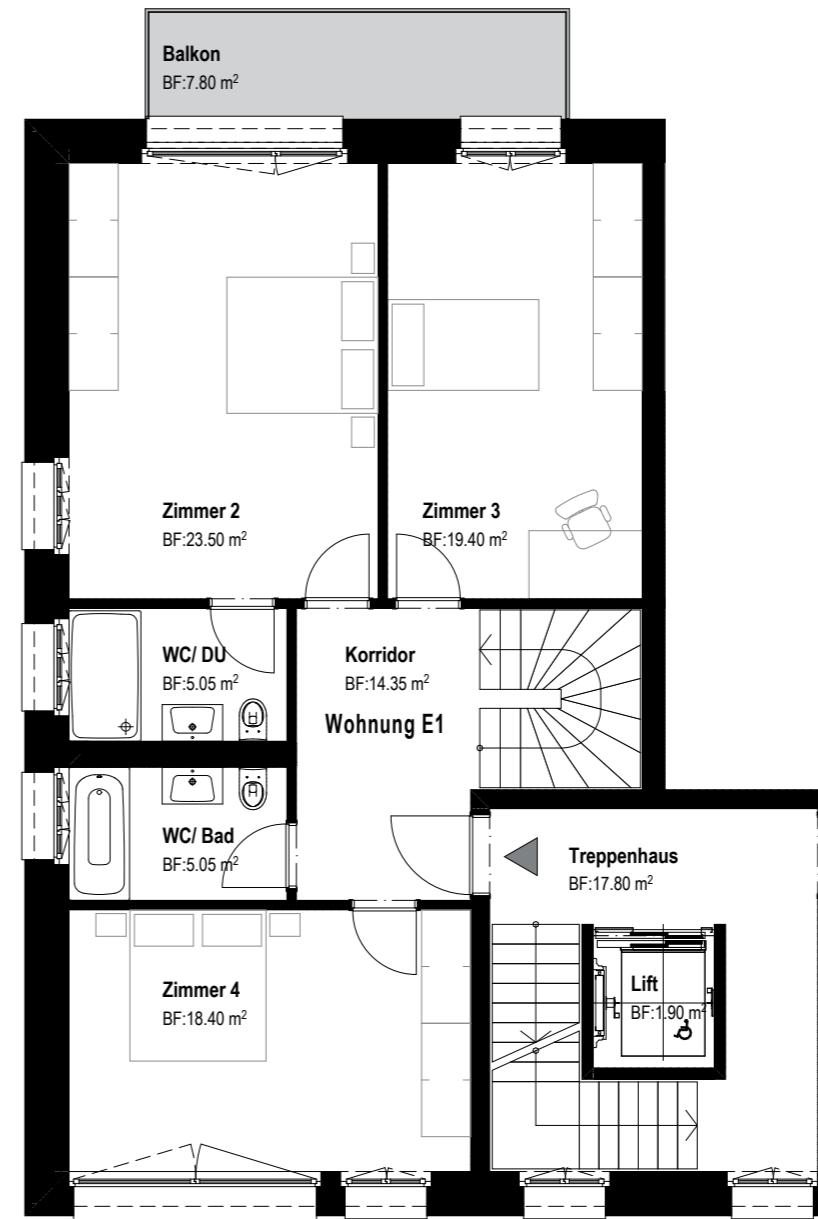 Balkon
BF:7.80 m²
Zimmer 2
BF:23.50 m²
Zimmer 3
BF:19.40 m²
WC/ DU
BF:5.05 m²
Korridor
BF:14.35 m²
Wohnung E1
WC/ Bad
BF:5.05 m²
Treppenhaus
BF:17.80 m²
Zimmer 4
BF:18.40 m²
Lift
BF:1.90 m²